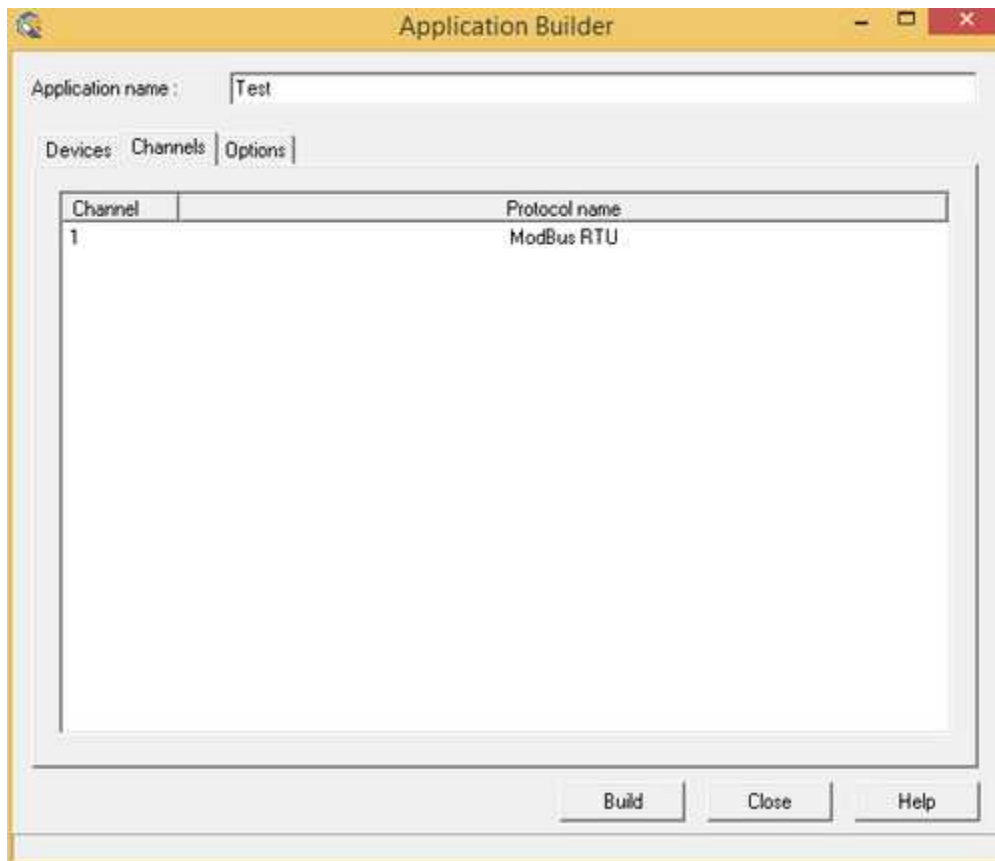 Application Builder
Application name : Test
Devices Channels Options
Channel Protocol name
1 ModBus RTU
Build Close Help